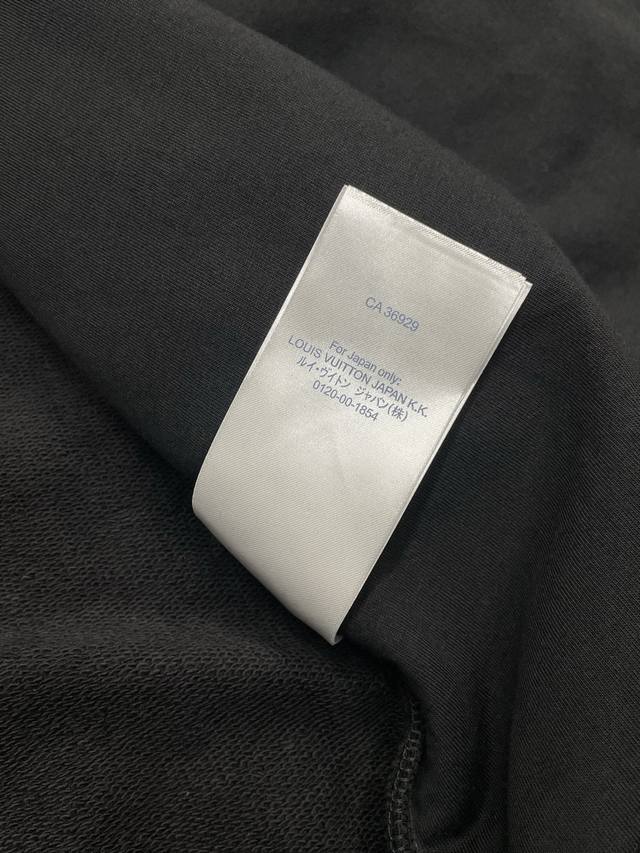 CA 36929
For Japan only:
LOUIS VUITTON JAPAN K.K.
ルイ・ヴィトン ジャパン(株)
0120-00-1854